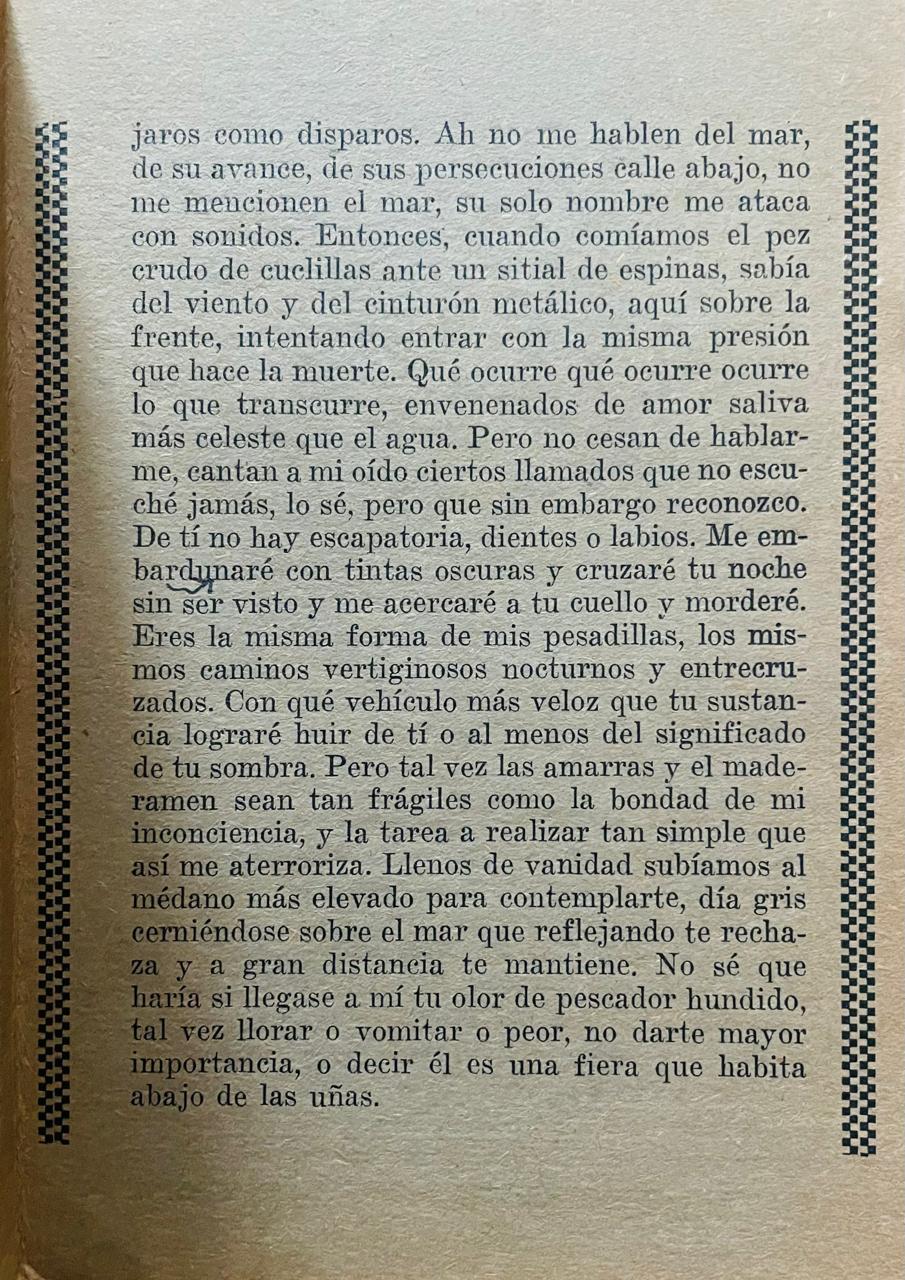 jaros como disparos. Ah no me hablen del mar,
de su avance, de sus persecuciones calle abajo, no
me mencionen el mar, su solo nombre me ataca
con sonidos. Entonces, cuando comíamos el pez
crudo de cuclillas ante un sitial de espinas, sabía
del viento y del cinturón metálico, aquí sobre la
frente, intentando entrar con la misma presión
que hace la muerte. Qué ocurre qué ocurre ocurre
lo que transcurre, envenenados de amor saliva
más celeste que el agua. Pero no cesan de hablar-
me, cantan a mi oído ciertos llamados que no escu-
ché jamás, lo sé, pero que sin embargo reconozco.
De tí no hay escapatoria, dientes o labios. Me em-
bardunaré con tintas oscuras y cruzaré tu noche
sin ser visto y me acercaré a tu cuello y morderé.
Eres la misma forma de mis pesadillas, los mis-
mos caminos vertiginosos nocturnos y entrecru-
zados. Con qué vehículo más veloz que tu sustan-
cia lograré huir de tí o al menos del significado
de tu sombra. Pero tal vez las amarras y el made-
ramen sean tan frágiles como la bondad de mi
inconciencia, y la tarea a realizar tan simple que
así me aterroriza. Llenos de vanidad subíamos al
médano más elevado para contemplarte, día gris
cerniéndose sobre el mar que reflejando te recha-
za y a gran distancia te mantiene. No sé que
haría si llegase a mí tu olor de pescador hundido,
tal vez llorar o vomitar o peor, no darte mayor
importancia, o decir él es una fiera que habita
abajo de las uñas.